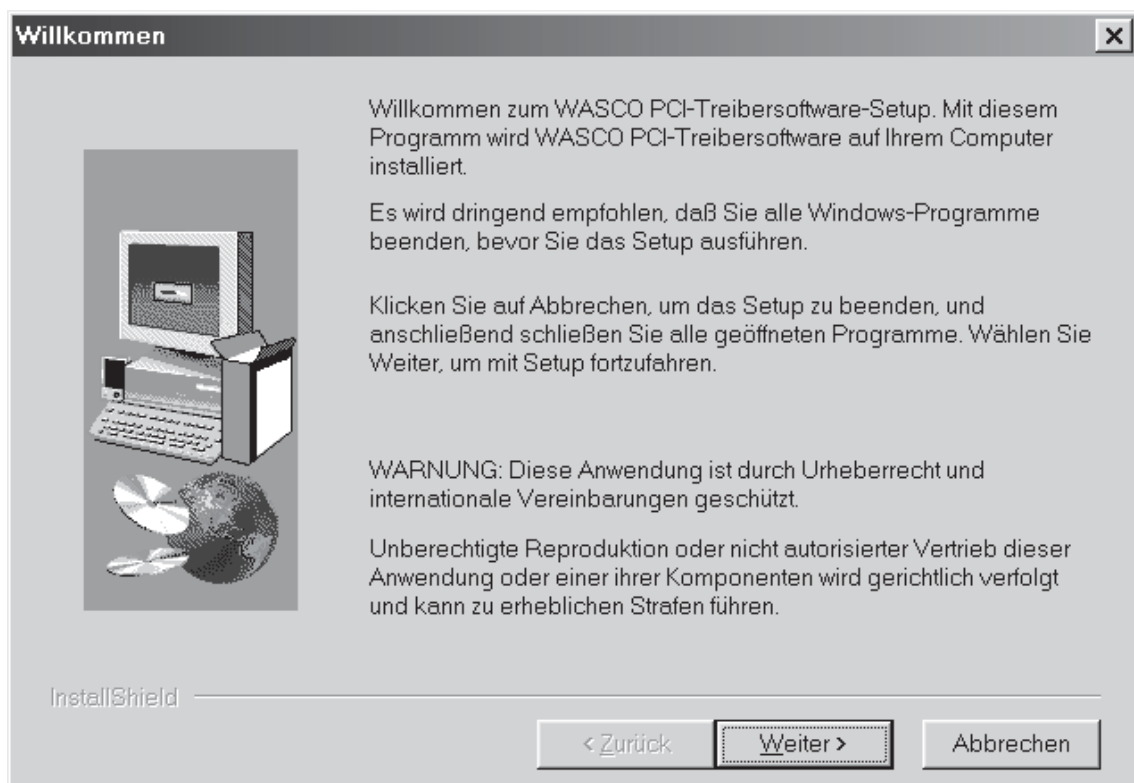 Willkommen
Willkommen zum WASCO PCI-Treibersoftware-Setup. Mit diesem
Programm wird WASCO PCI-Treibersoftware auf Ihrem Computer
installiert.
Es wird dringend empfohlen, daß Sie alle Windows-Programme
beenden, bevor Sie das Setup ausführen.
Klicken Sie auf Abbrechen, um das Setup zu beenden, und
anschließend schließen Sie alle geöffneten Programme. Wählen Sie
Weiter, um mit Setup fortzufahren.
WARNUNG: Diese Anwendung ist durch Urheberrecht und
internationale Vereinbarungen geschützt.
Unberechtigte Reproduktion oder nicht autorisierter Vertrieb dieser
Anwendung oder einer ihrer Komponenten wird gerichtlich verfolgt
und kann zu erheblichen Strafen führen.
InstallShield
< Zurück Weiter > Abbrechen